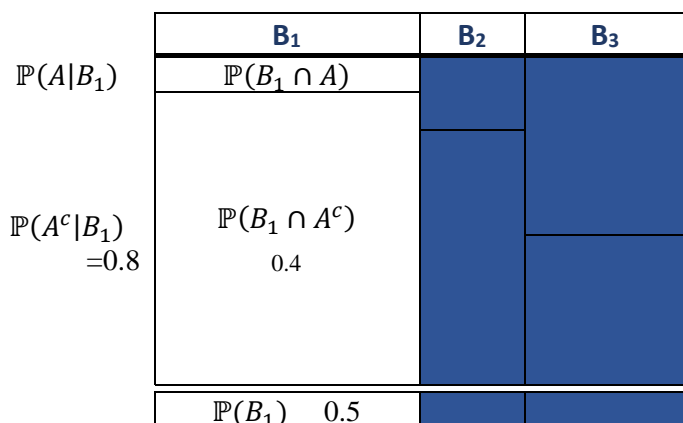 B₁ B₂ B₃
ℙ(A|B₁) ℙ(B₁ ∩ A)
ℙ(Aᶜ|B₁) ℙ(B₁ ∩ Aᶜ)
=0.8 0.4
ℙ(B₁) 0.5